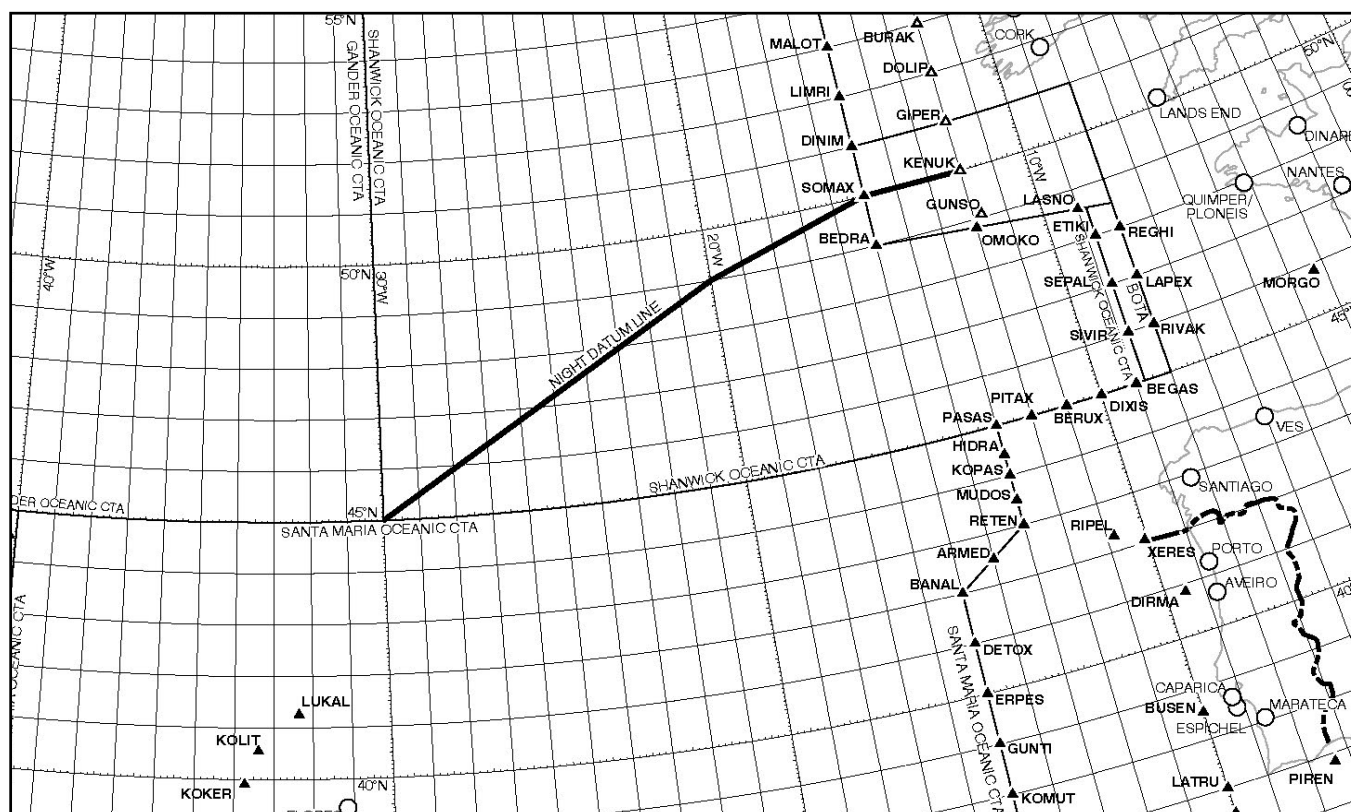 55°N
SHANWICK OCEANIC CTA
GANDER OCEANIC CTA
MALOT
BURAK
CORK
50°N
DOLIP
LIMRI
LANDS END
GIPER
DINARD
DINIM
KENUK
10°W
NANTES
SOMAX
GUNSO
LASNO
QUIMPER/
PLONEIS
BEDRA
OMOKO
ETIKI
REGHI
20°W
40°W
50°N
30°W
SHANWICK OCEANIC CTA
SEPAL
LAPEX
MORGO
BOTA
NIGHT DATUM LINE
SIVIR
RIVAK
45°
BEGAS
PITAX
DIXIS
PASAS
BERUX
VES
HIDRA
SHANWICK OCEANIC CTA
KOPAS
SANTIAGO
DER OCEANIC CTA
45°N
MUDOS
SANTA MARIA OCEANIC CTA
RETEN
RIPEL
XERES
PORTO
ARMED
AVEIRO
BANAL
DIRMA
40°
OCEANIC CTA
SANTA MARIA OCEANIC CTA
DETOX
LUKAL
ERPES
CAPARICA
BUSEN
MARATECA
ESPICHEL
KOLIT
GUNTI
PIREN
40°N
KOKER
KOMUT
LATRU